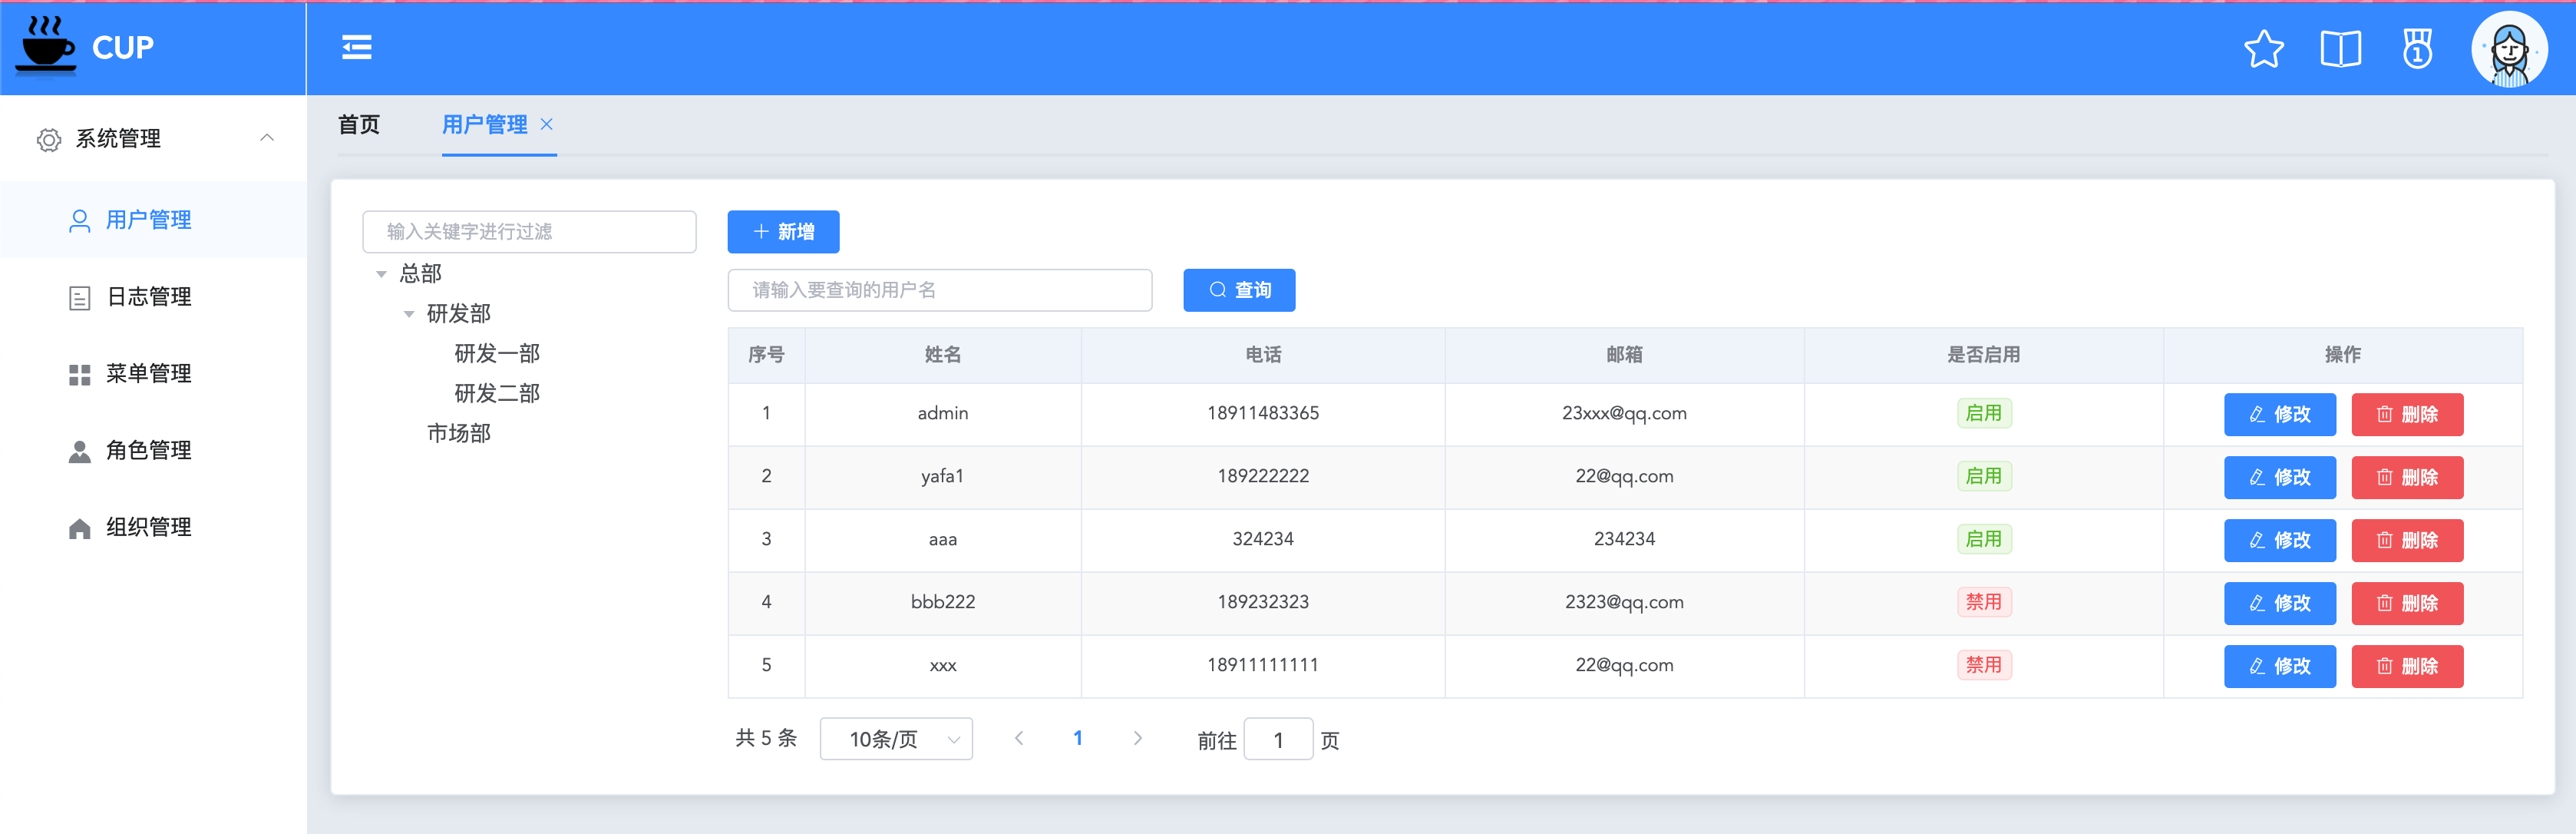 CUP
系统管理
用户管理
日志管理
菜单管理
角色管理
组织管理
首页 用户管理
输入关键字进行过滤
总部
研发部
研发一部
研发二部
市场部
新增
请输入要查询的用户名 查询
序号 姓名 电话 邮箱 是否启用 操作
1 admin 18911483365 23xxx@qq.com 启用 修改 删除
2 yafa1 189222222 22@qq.com 启用 修改 删除
3 aaa 324234 234234 启用 修改 删除
4 bbb222 189232323 2323@qq.com 禁用 修改 删除
5 xxx 18911111111 22@qq.com 禁用 修改 删除
共 5 条 10条/页 1 前往 1 页
1